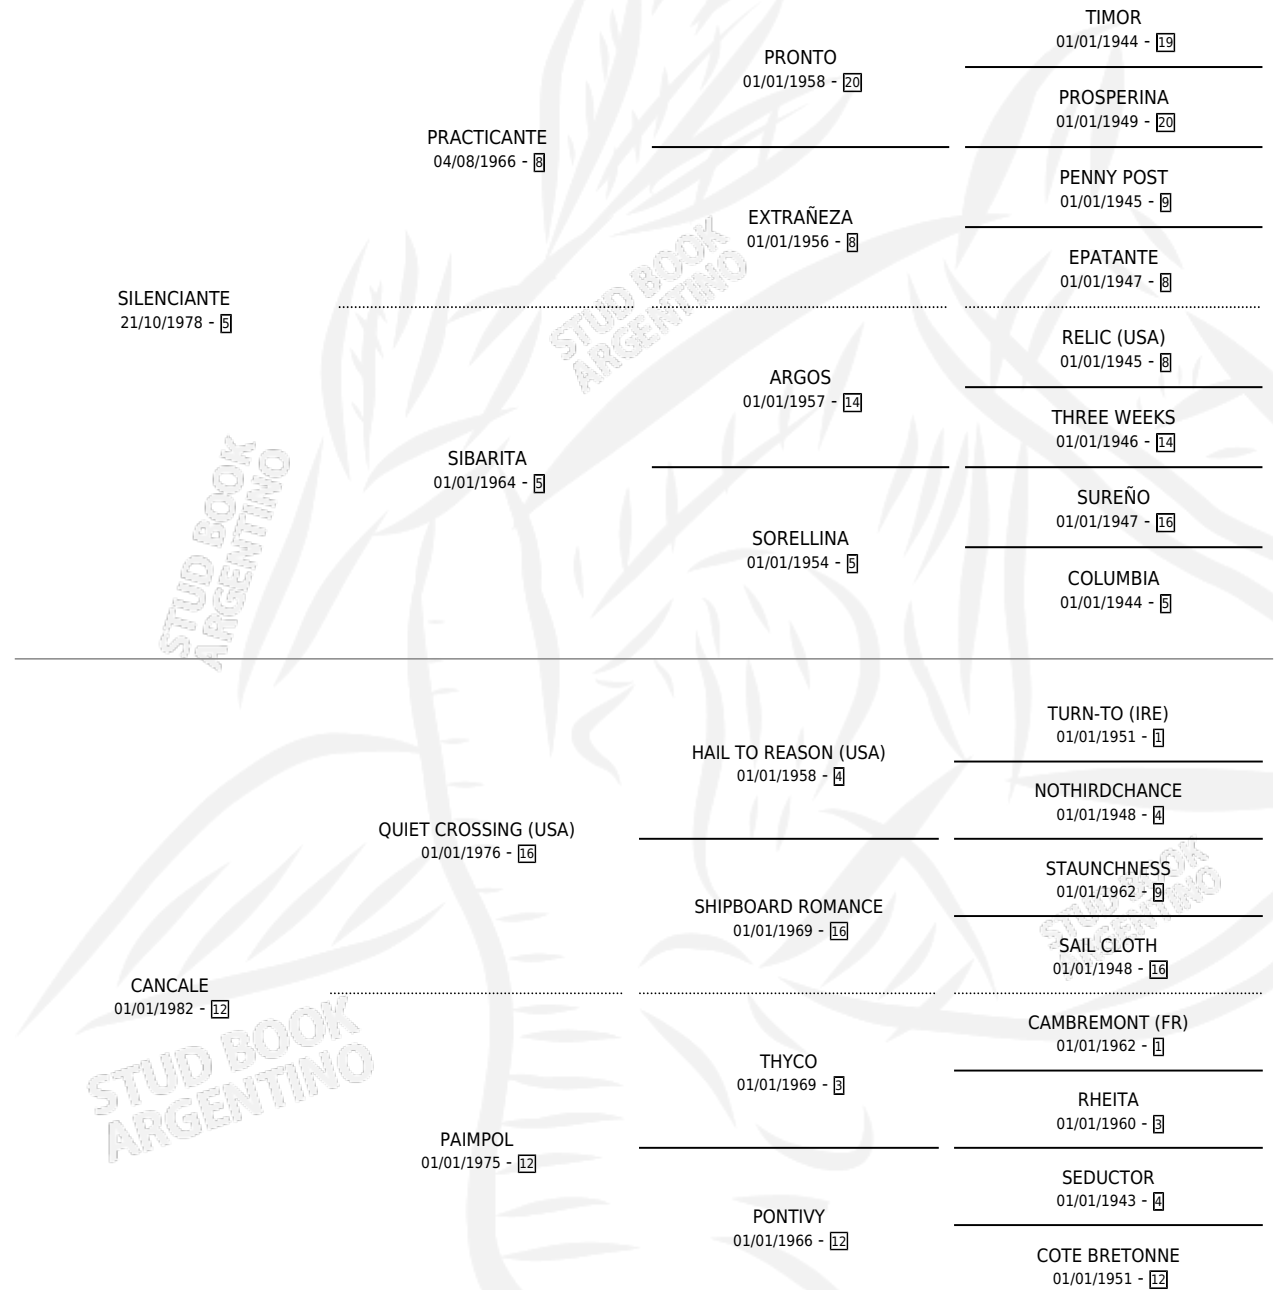 TIMOR
01/01/1944 - 19
PRONTO
01/01/1958 - 20
PROSPERINA
01/01/1949 - 20
PRACTICANTE
04/08/1966 - 8
PENNY POST
01/01/1945 - 9
EXTRAÑEZA
01/01/1956 - 8
EPATANTE
01/01/1947 - 8
SILENCIANTE
21/10/1978 - 5
RELIC (USA)
01/01/1945 - 8
ARGOS
01/01/1957 - 14
THREE WEEKS
01/01/1946 - 14
SIBARITA
01/01/1964 - 5
SUREÑO
01/01/1947 - 16
SORELLINA
01/01/1954 - 5
COLUMBIA
01/01/1944 - 5
STUD BOOK
ARGENTINO
STUD BOOK
ARGENTINO
TURN-TO (IRE)
01/01/1951 - 1
HAIL TO REASON (USA)
01/01/1958 - 4
NOTHIRDCHANCE
01/01/1948 - 4
QUIET CROSSING (USA)
01/01/1976 - 16
STAUNCHNESS
01/01/1962 - 9
SHIPBOARD ROMANCE
01/01/1969 - 16
SAIL CLOTH
01/01/1948 - 16
CANCALE
01/01/1982 - 12
CAMBREMONT (FR)
01/01/1962 - 1
THYCO
01/01/1969 - 3
RHEITA
01/01/1960 - 3
PAIMPOL
01/01/1975 - 12
SEDUCTOR
01/01/1943 - 4
PONTIVY
01/01/1966 - 12
COTE BRETONNE
01/01/1951 - 12
STUD BOOK
ARGENTINO
STUD BOOK
ARGENTINO